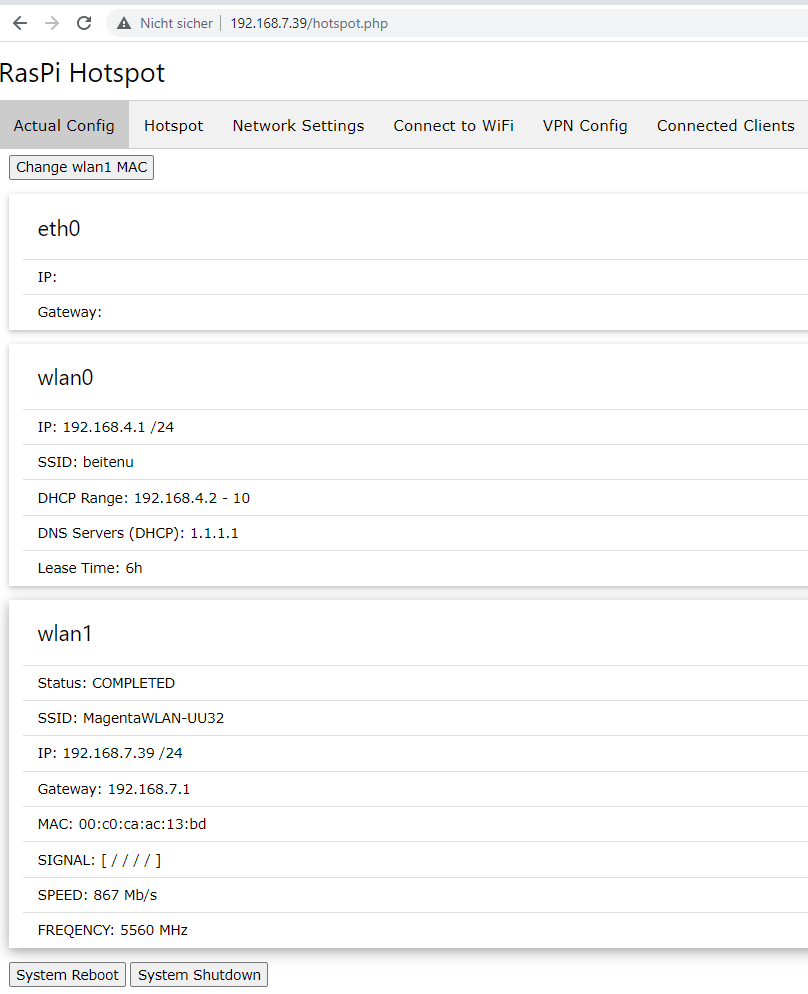 Nicht sicher 192.168.7.39/hotspot.php
RasPi Hotspot
Actual Config Hotspot Network Settings Connect to WiFi VPN Config Connected Clients
Change wlan1 MAC
eth0
IP:
Gateway:
wlan0
IP: 192.168.4.1 /24
SSID: beitenu
DHCP Range: 192.168.4.2 - 10
DNS Servers (DHCP): 1.1.1.1
Lease Time: 6h
wlan1
Status: COMPLETED
SSID: MagentaWLAN-UU32
IP: 192.168.7.39 /24
Gateway: 192.168.7.1
MAC: 00:c0:ca:ac:13:bd
SIGNAL: [ / / / / ]
SPEED: 867 Mb/s
FREQENCY: 5560 MHz
System Reboot System Shutdown